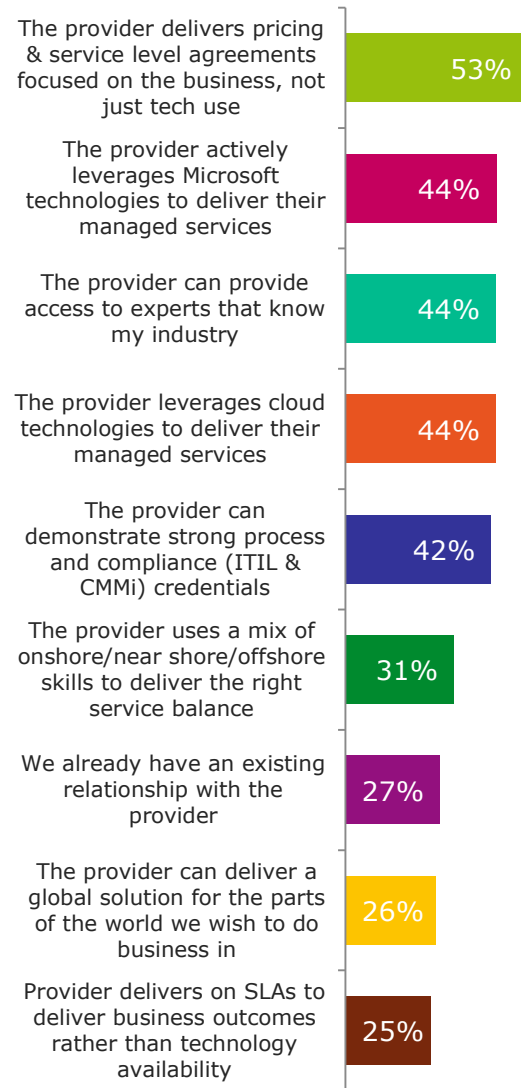 The provider delivers pricing
& service level agreements
focused on the business, not
just tech use
53%
The provider actively
leverages Microsoft
technologies to deliver their
managed services
44%
The provider can provide
access to experts that know
my industry
44%
The provider leverages cloud
technologies to deliver their
managed services
44%
The provider can
demonstrate strong process
and compliance (ITIL &
CMMi) credentials
42%
The provider uses a mix of
onshore/near shore/offshore
skills to deliver the right
service balance
31%
We already have an existing
relationship with the
provider
27%
The provider can deliver a
global solution for the parts
of the world we wish to do
business in
26%
Provider delivers on SLAs to
deliver business outcomes
rather than technology
availability
25%